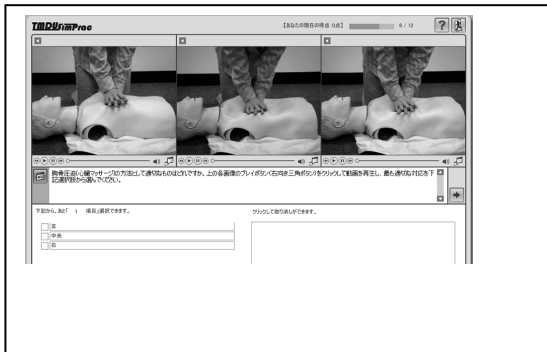 TMDUSimPrac
【あなたの現在の得点:0点】 8 / 12 ?
胸骨圧迫(心臓マッサージ)の方法として適切なものはどれですか。上の各画像のプレイボタン(右向き三角ボタン)をクリックして動画を再生し、最も適切な対応を下
記選択肢から選んでください。
下記から、あと「 1 項目」選択できます。 クリックして取り消しができます。
左
中央
右